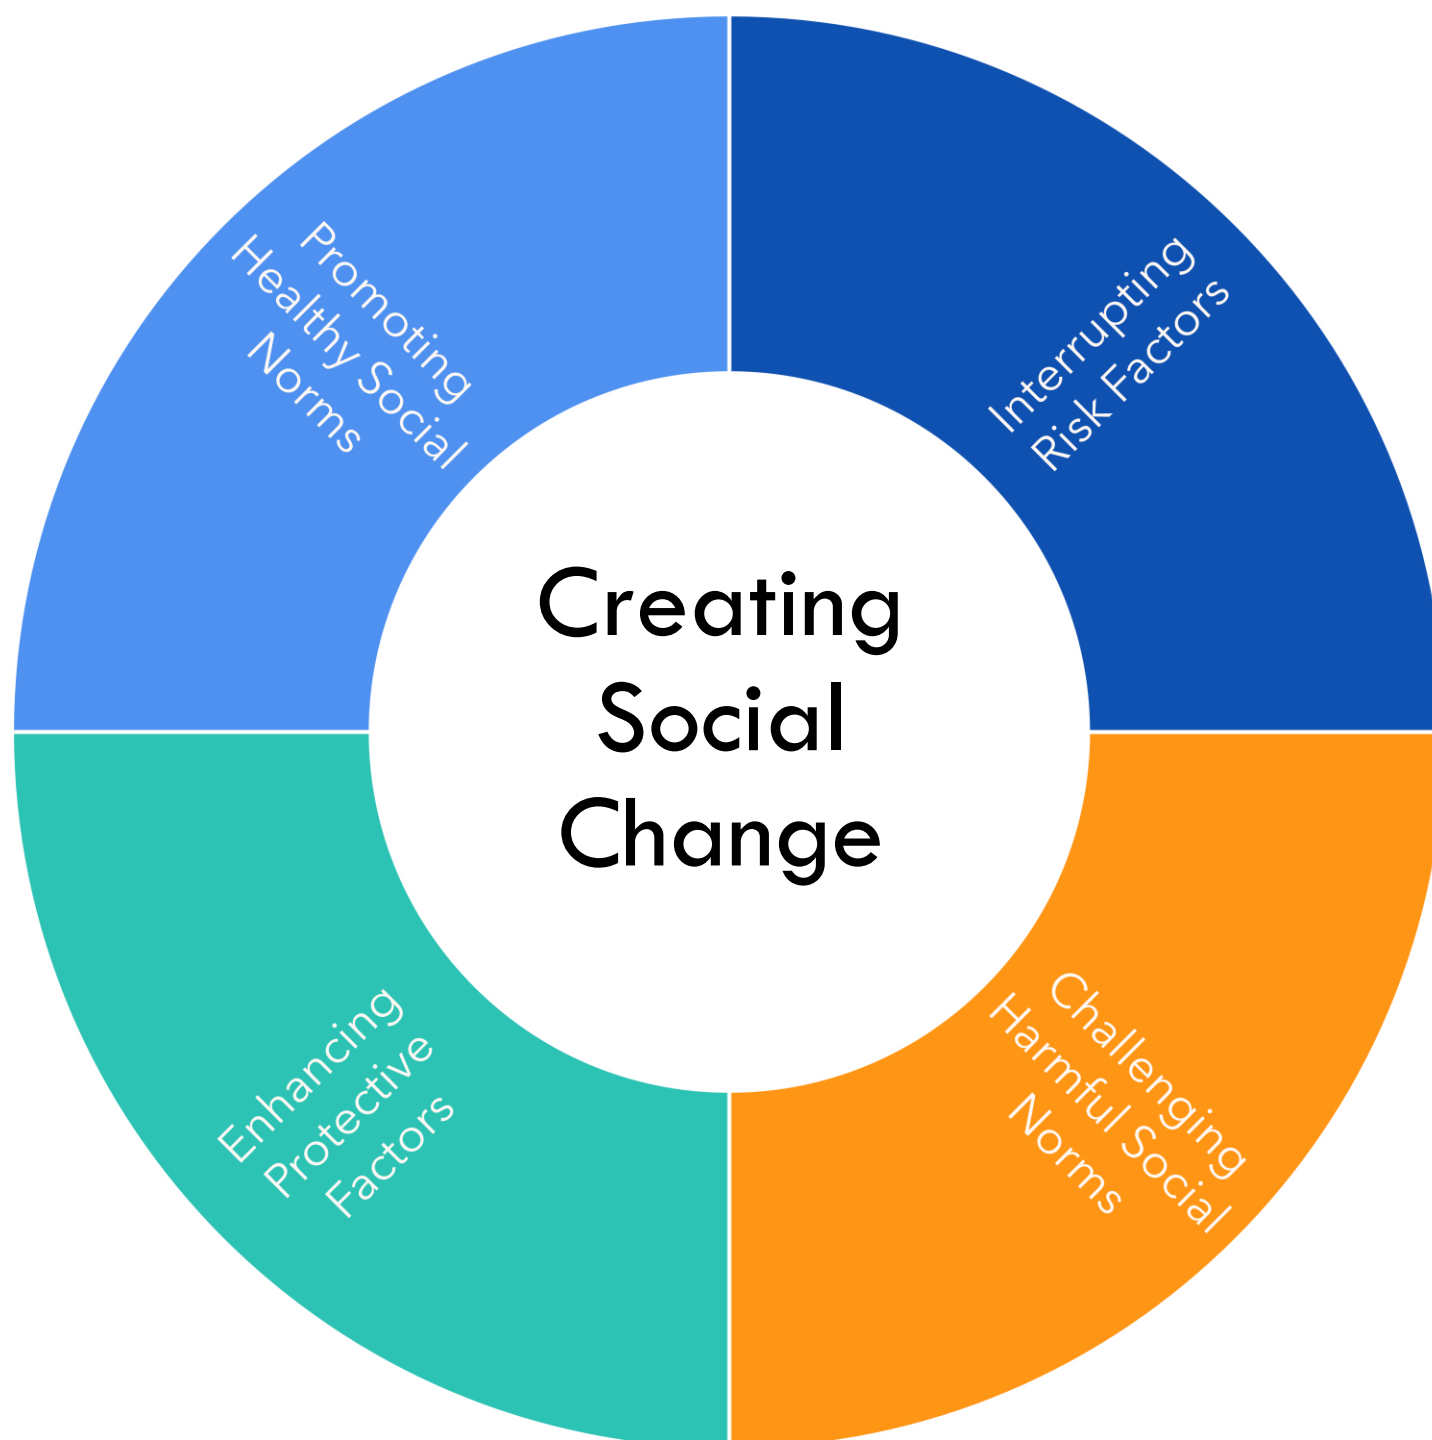 Promoting
Healthy Social
Norms
Interrupting
Risk Factors
Creating
Social
Change
Enhancing
Protective
Factors
Challenging
Harmful Social
Norms